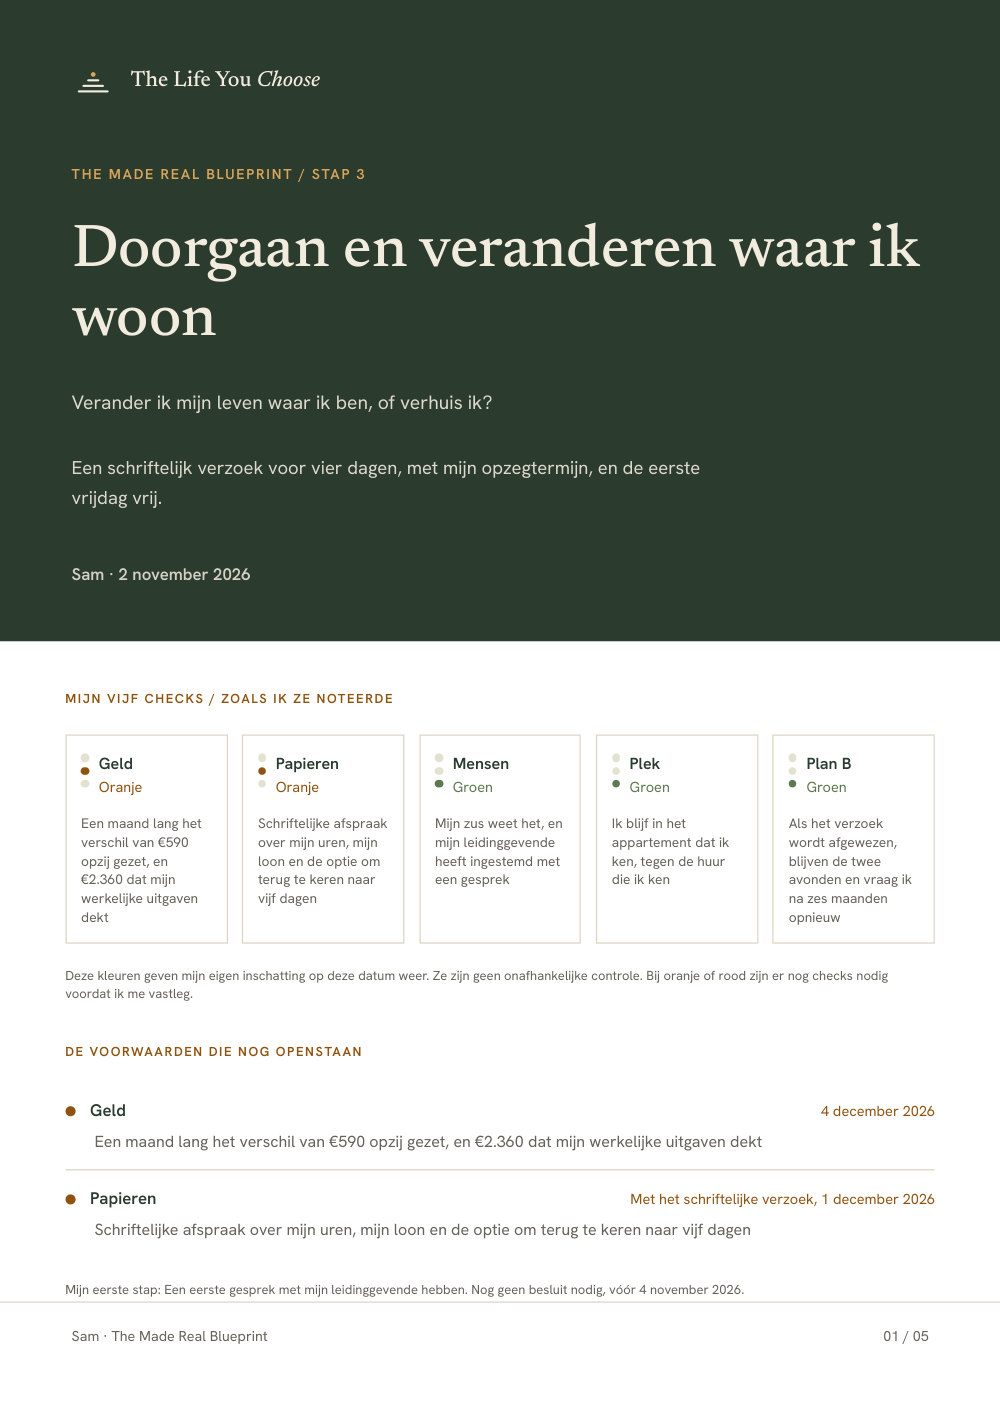 The Life You Choose
THE MADE REAL BLUEPRINT / STAP 3
Doorgaan en veranderen waar ik
woon
Verander ik mijn leven waar ik ben, of verhuis ik?
Een schriftelijk verzoek voor vier dagen, met mijn opzegtermijn, en de eerste
vrijdag vrij.
Sam · 2 november 2026
MIJN VIJF CHECKS / ZOALS IK ZE NOTEERDE
Geld
Oranje
Een maand lang het
verschil van €590
opzij gezet, en
€2.360 dat mijn
werkelijke uitgaven
dekt
Papieren
Oranje
Schriftelijke afspraak
over mijn uren, mijn
loon en de optie om
terug te keren naar
vijf dagen
Mensen
Groen
Mijn zus weet het, en
mijn leidinggevende
heeft ingestemd met
een gesprek
Plek
Groen
Ik blijf in het
appartement dat ik
ken, tegen de huur
die ik ken
Plan B
Groen
Als het verzoek
wordt afgewezen,
blijven de twee
avonden en vraag ik
na zes maanden
opnieuw
Deze kleuren geven mijn eigen inschatting op deze datum weer. Ze zijn geen onafhankelijke controle. Bij oranje of rood zijn er nog checks nodig
voordat ik me vastleg.
DE VOORWAARDEN DIE NOG OPENSTAAN
Geld
4 december 2026
Een maand lang het verschil van €590 opzij gezet, en €2.360 dat mijn werkelijke uitgaven dekt
Papieren
Met het schriftelijke verzoek, 1 december 2026
Schriftelijke afspraak over mijn uren, mijn loon en de optie om terug te keren naar vijf dagen
Mijn eerste stap: Een eerste gesprek met mijn leidinggevende hebben. Nog geen besluit nodig, vóór 4 november 2026.
Sam · The Made Real Blueprint
01 / 05